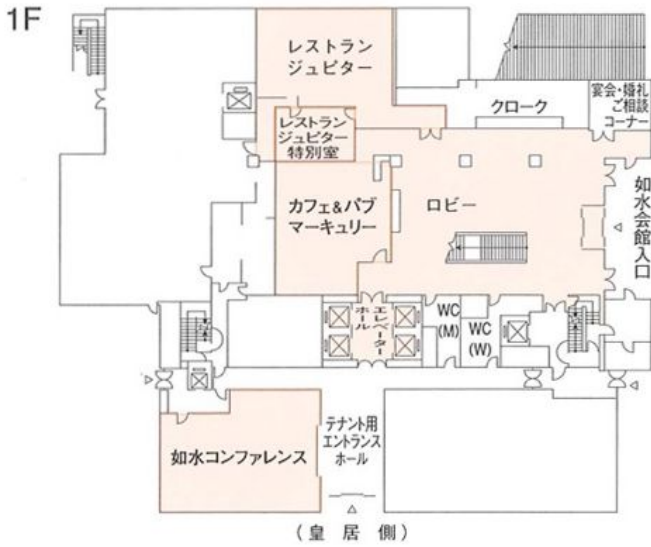 1F
レストラン
ジュピター
クローク
宴会・婚礼
ご相談
コーナー
レストラン
ジュピター
特別室
カフェ&パブ
マーキュリー
ロビー
如水会館入口
エレベーター
ホール
WC
(M)
WC
(W)
如水コンファレンス
テナント用
エントランス
ホール
(皇居側)